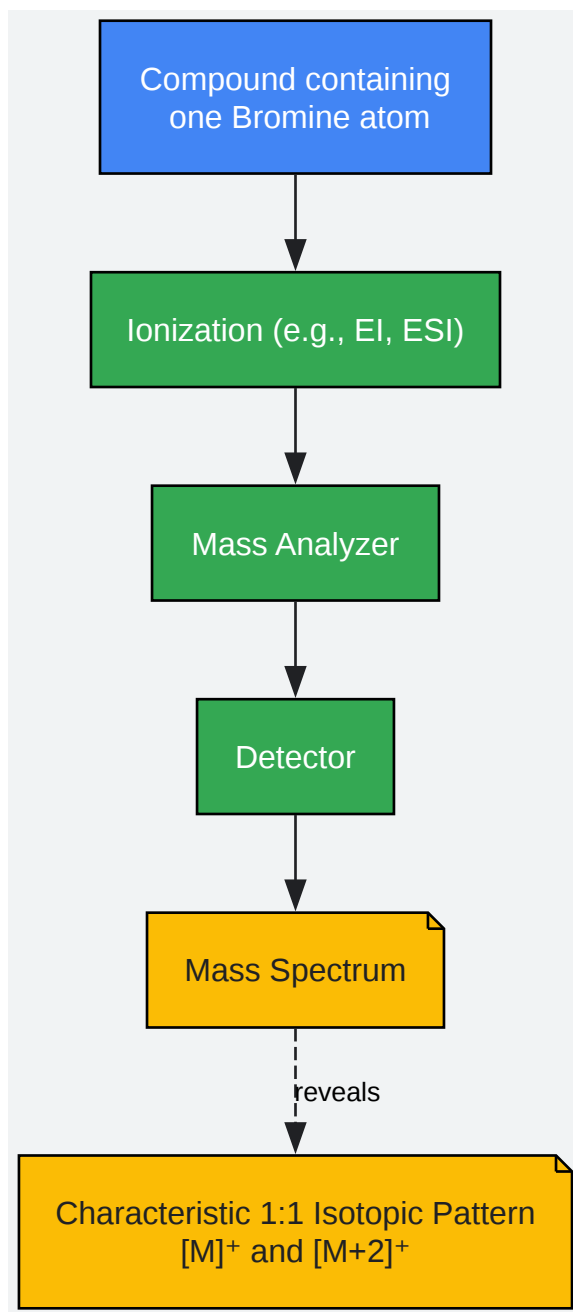 Compound containing
one Bromine atom
Ionization (e.g., EI, ESI)
Mass Analyzer
Detector
Mass Spectrum
reveals
Characteristic 1:1 Isotopic Pattern
[M]⁺ and [M+2]⁺